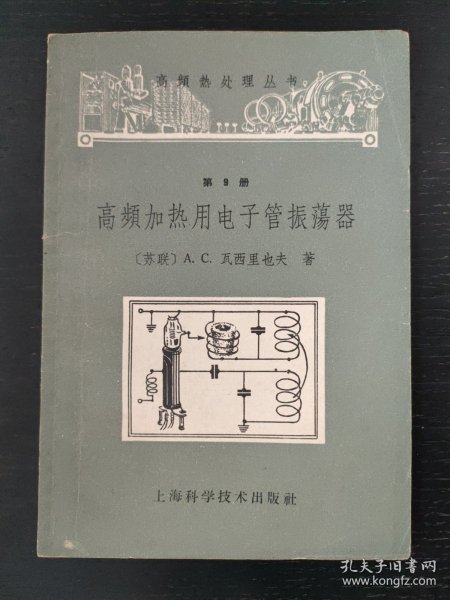 高頻热处理丛书
第9册
高頻加热用电子管振蕩器
〔苏联〕A.C.瓦西里也夫 著
上海科学技术出版社
孔夫子旧书网
www.kongfz.com